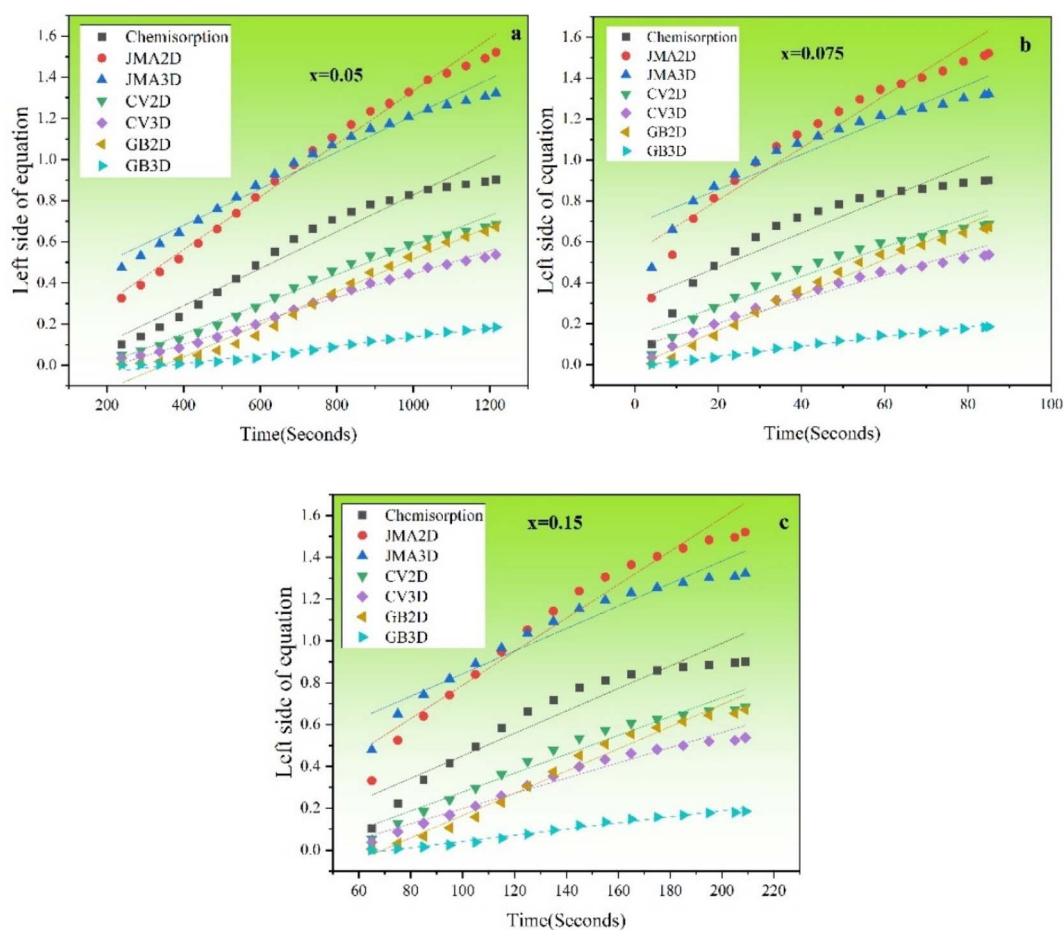 a
x=0.05
Chemisorption
JMA2D
JMA3D
CV2D
CV3D
GB2D
GB3D
Left side of equation
1.6
1.4
1.2
1.0
0.8
0.6
0.4
0.2
0.0
200 400 600 800 1000 1200
Time(Seconds)
b
x=0.075
Chemisorption
JMA2D
JMA3D
CV2D
CV3D
GB2D
GB3D
Left side of equation
1.6
1.4
1.2
1.0
0.8
0.6
0.4
0.2
0.0
0 20 40 60 80 100
Time(Seconds)
c
x=0.15
Chemisorption
JMA2D
JMA3D
CV2D
CV3D
GB2D
GB3D
Left side of equation
1.6
1.4
1.2
1.0
0.8
0.6
0.4
0.2
0.0
60 80 100 120 140 160 180 200 220
Time(Seconds)